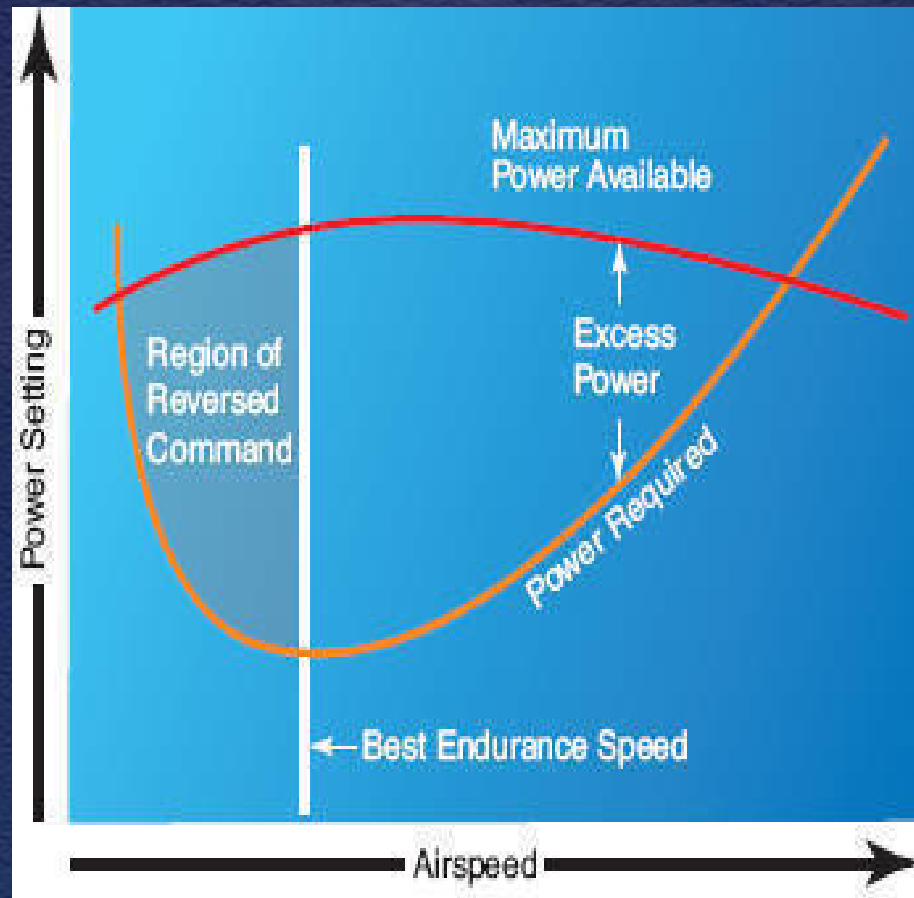 Maximum
Power Available
Excess
Power
Region of
Reversed
Command
Power Required
Best Endurance Speed
Power Setting
Airspeed